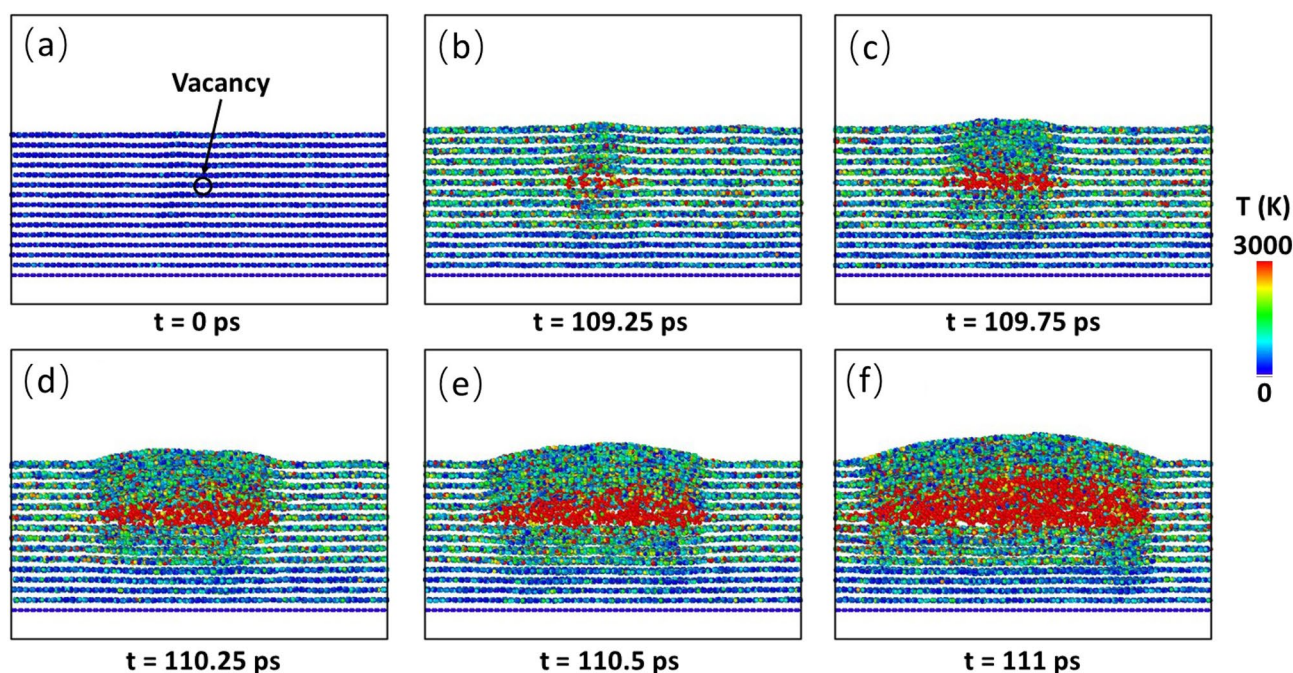 (a)
Vacancy
t = 0 ps
(b)
t = 109.25 ps
(c)
t = 109.75 ps
T (K)
3000
0
(d)
t = 110.25 ps
(e)
t = 110.5 ps
(f)
t = 111 ps